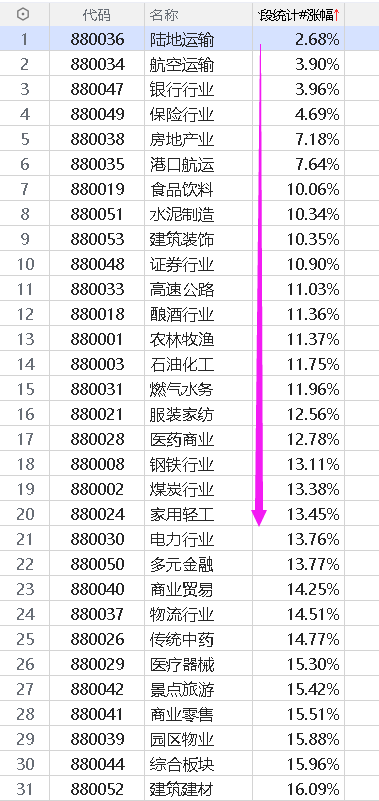 代码 名称 段统计#涨幅↑
1 880036 陆地运输 2.68%
2 880034 航空运输 3.90%
3 880047 银行行业 3.96%
4 880049 保险行业 4.69%
5 880038 房地产业 7.18%
6 880035 港口航运 7.64%
7 880019 食品饮料 10.06%
8 880051 水泥制造 10.34%
9 880053 建筑装饰 10.35%
10 880048 证券行业 10.90%
11 880033 高速公路 11.03%
12 880018 酿酒行业 11.36%
13 880001 农林牧渔 11.37%
14 880003 石油化工 11.75%
15 880031 燃气水务 11.96%
16 880021 服装家纺 12.56%
17 880028 医药商业 12.78%
18 880008 钢铁行业 13.11%
19 880002 煤炭行业 13.38%
20 880024 家用轻工 13.45%
21 880030 电力行业 13.76%
22 880050 多元金融 13.77%
23 880040 商业贸易 14.25%
24 880037 物流行业 14.51%
25 880026 传统中药 14.77%
26 880029 医疗器械 15.30%
27 880042 景点旅游 15.42%
28 880041 商业零售 15.51%
29 880039 园区物业 15.88%
30 880044 综合板块 15.96%
31 880052 建筑建材 16.09%